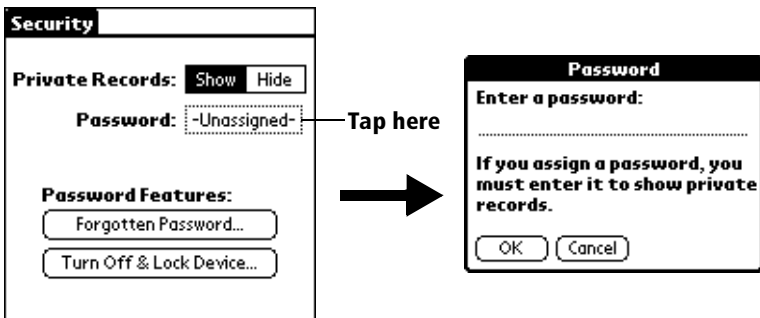 Security
Private Records: Show Hide
Password: -Unassigned-
Tap here
Password Features:
Forgotten Password...
Turn Off & Lock Device...
Password
Enter a password:
If you assign a password, you
must enter it to show private
records.
OK Cancel